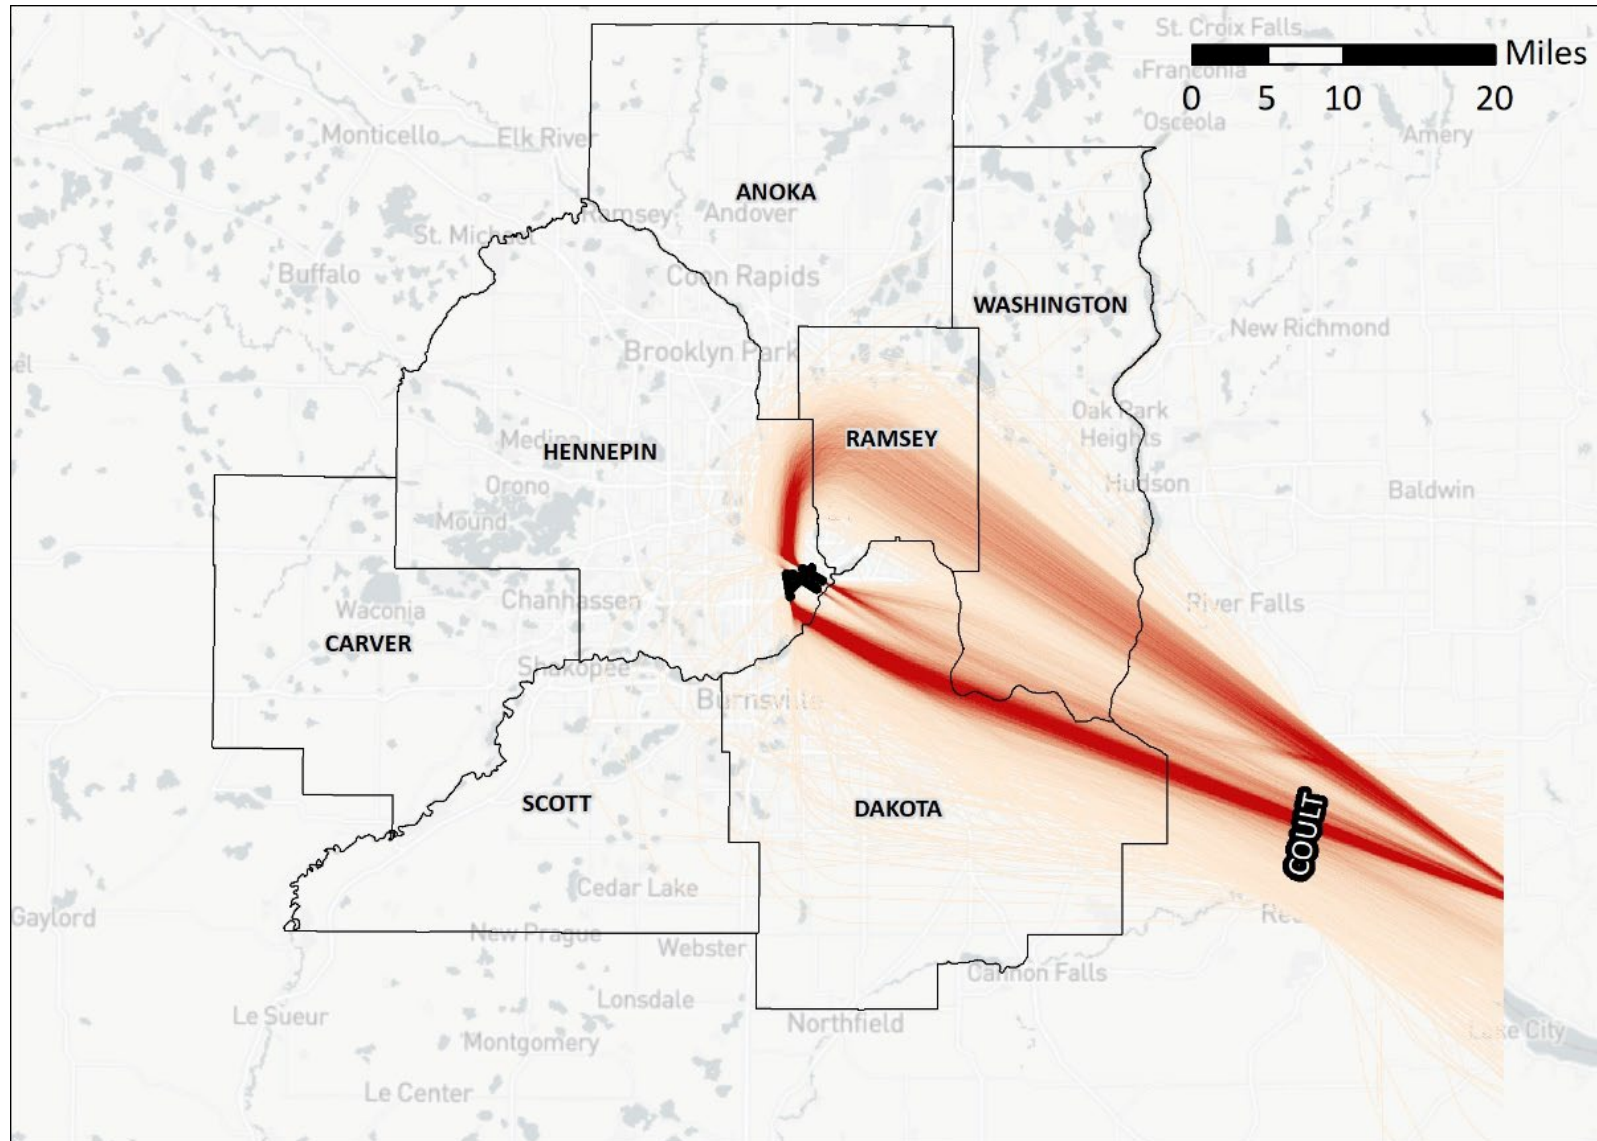 St. Croix Falls
Miles
Franconia
0 5 10 20
Osceola
Amery
Monticello
Elk River
ANOKA
Ramsey
Andover
St. Michael
Buffalo
Coon Rapids
WASHINGTON
New Richmond
Brooklyn Park
Oak Park
Heights
RAMSEY
Medina
HENNEPIN
Orono
Hudson
Baldwin
Mound
Waconia
Chanhassen
River Falls
CARVER
Shakopee
Burnsville
SCOTT
DAKOTA
COULT
Cedar Lake
Gaylord
New Prague
Webster
Cannon Falls
Lonsdale
Le Sueur
Northfield
Lake City
Montgomery
Le Center